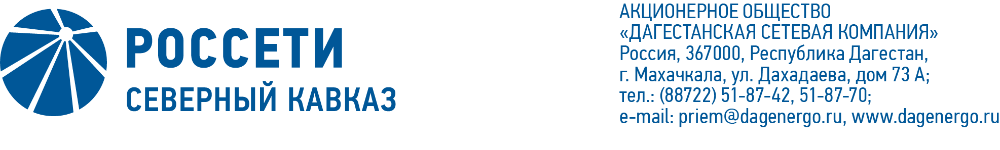 РОССЕТИ
СЕВЕРНЫЙ КАВКАЗ
АКЦИОНЕРНОЕ ОБЩЕСТВО
«ДАГЕСТАНСКАЯ СЕТЕВАЯ КОМПАНИЯ»
Россия, 367000, Республика Дагестан,
г. Махачкала, ул. Дахадаева, дом 73 А;
тел.: (88722) 51-87-42, 51-87-70;
e-mail: priem@dagenergo.ru, www.dagenergo.ru